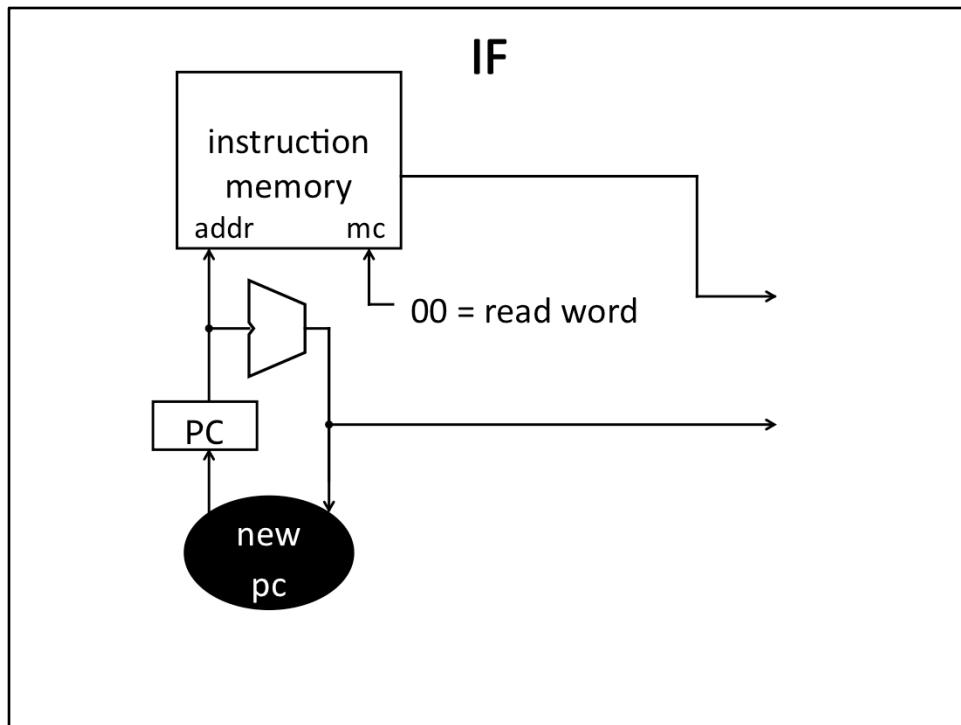 IF
instruction
memory
addr mc
00 = read word
PC
new
pc